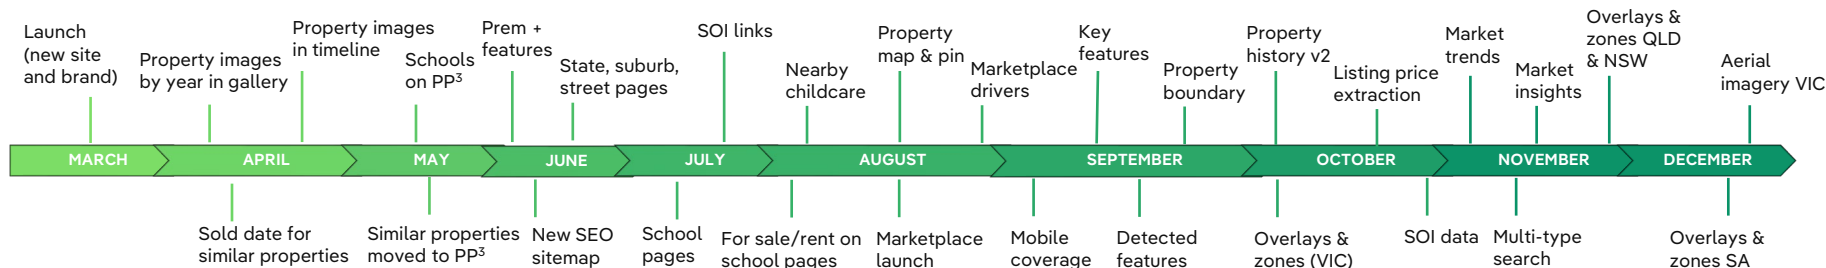 Launch
(new site
and brand)
Property images
by year in gallery
Property images
in timeline
Schools
on PP³
Prem +
features
State, suburb,
street pages
SOI links
Nearby
childcare
Property
map & pin
Marketplace
drivers
Key
features
Property
boundary
Property
history v2
Listing price
extraction
Market
trends
Market
insights
Overlays &
zones QLD
& NSW
Aerial
imagery VIC
MARCH
APRIL
MAY
JUNE
JULY
AUGUST
SEPTEMBER
OCTOBER
NOVEMBER
DECEMBER
Sold date for
similar properties
Similar properties
moved to PP³
New SEO
sitemap
School
pages
For sale/rent on
school pages
Marketplace
launch
Mobile
coverage
Detected
features
Overlays &
zones (VIC)
SOI data
Multi-type
search
Overlays &
zones SA